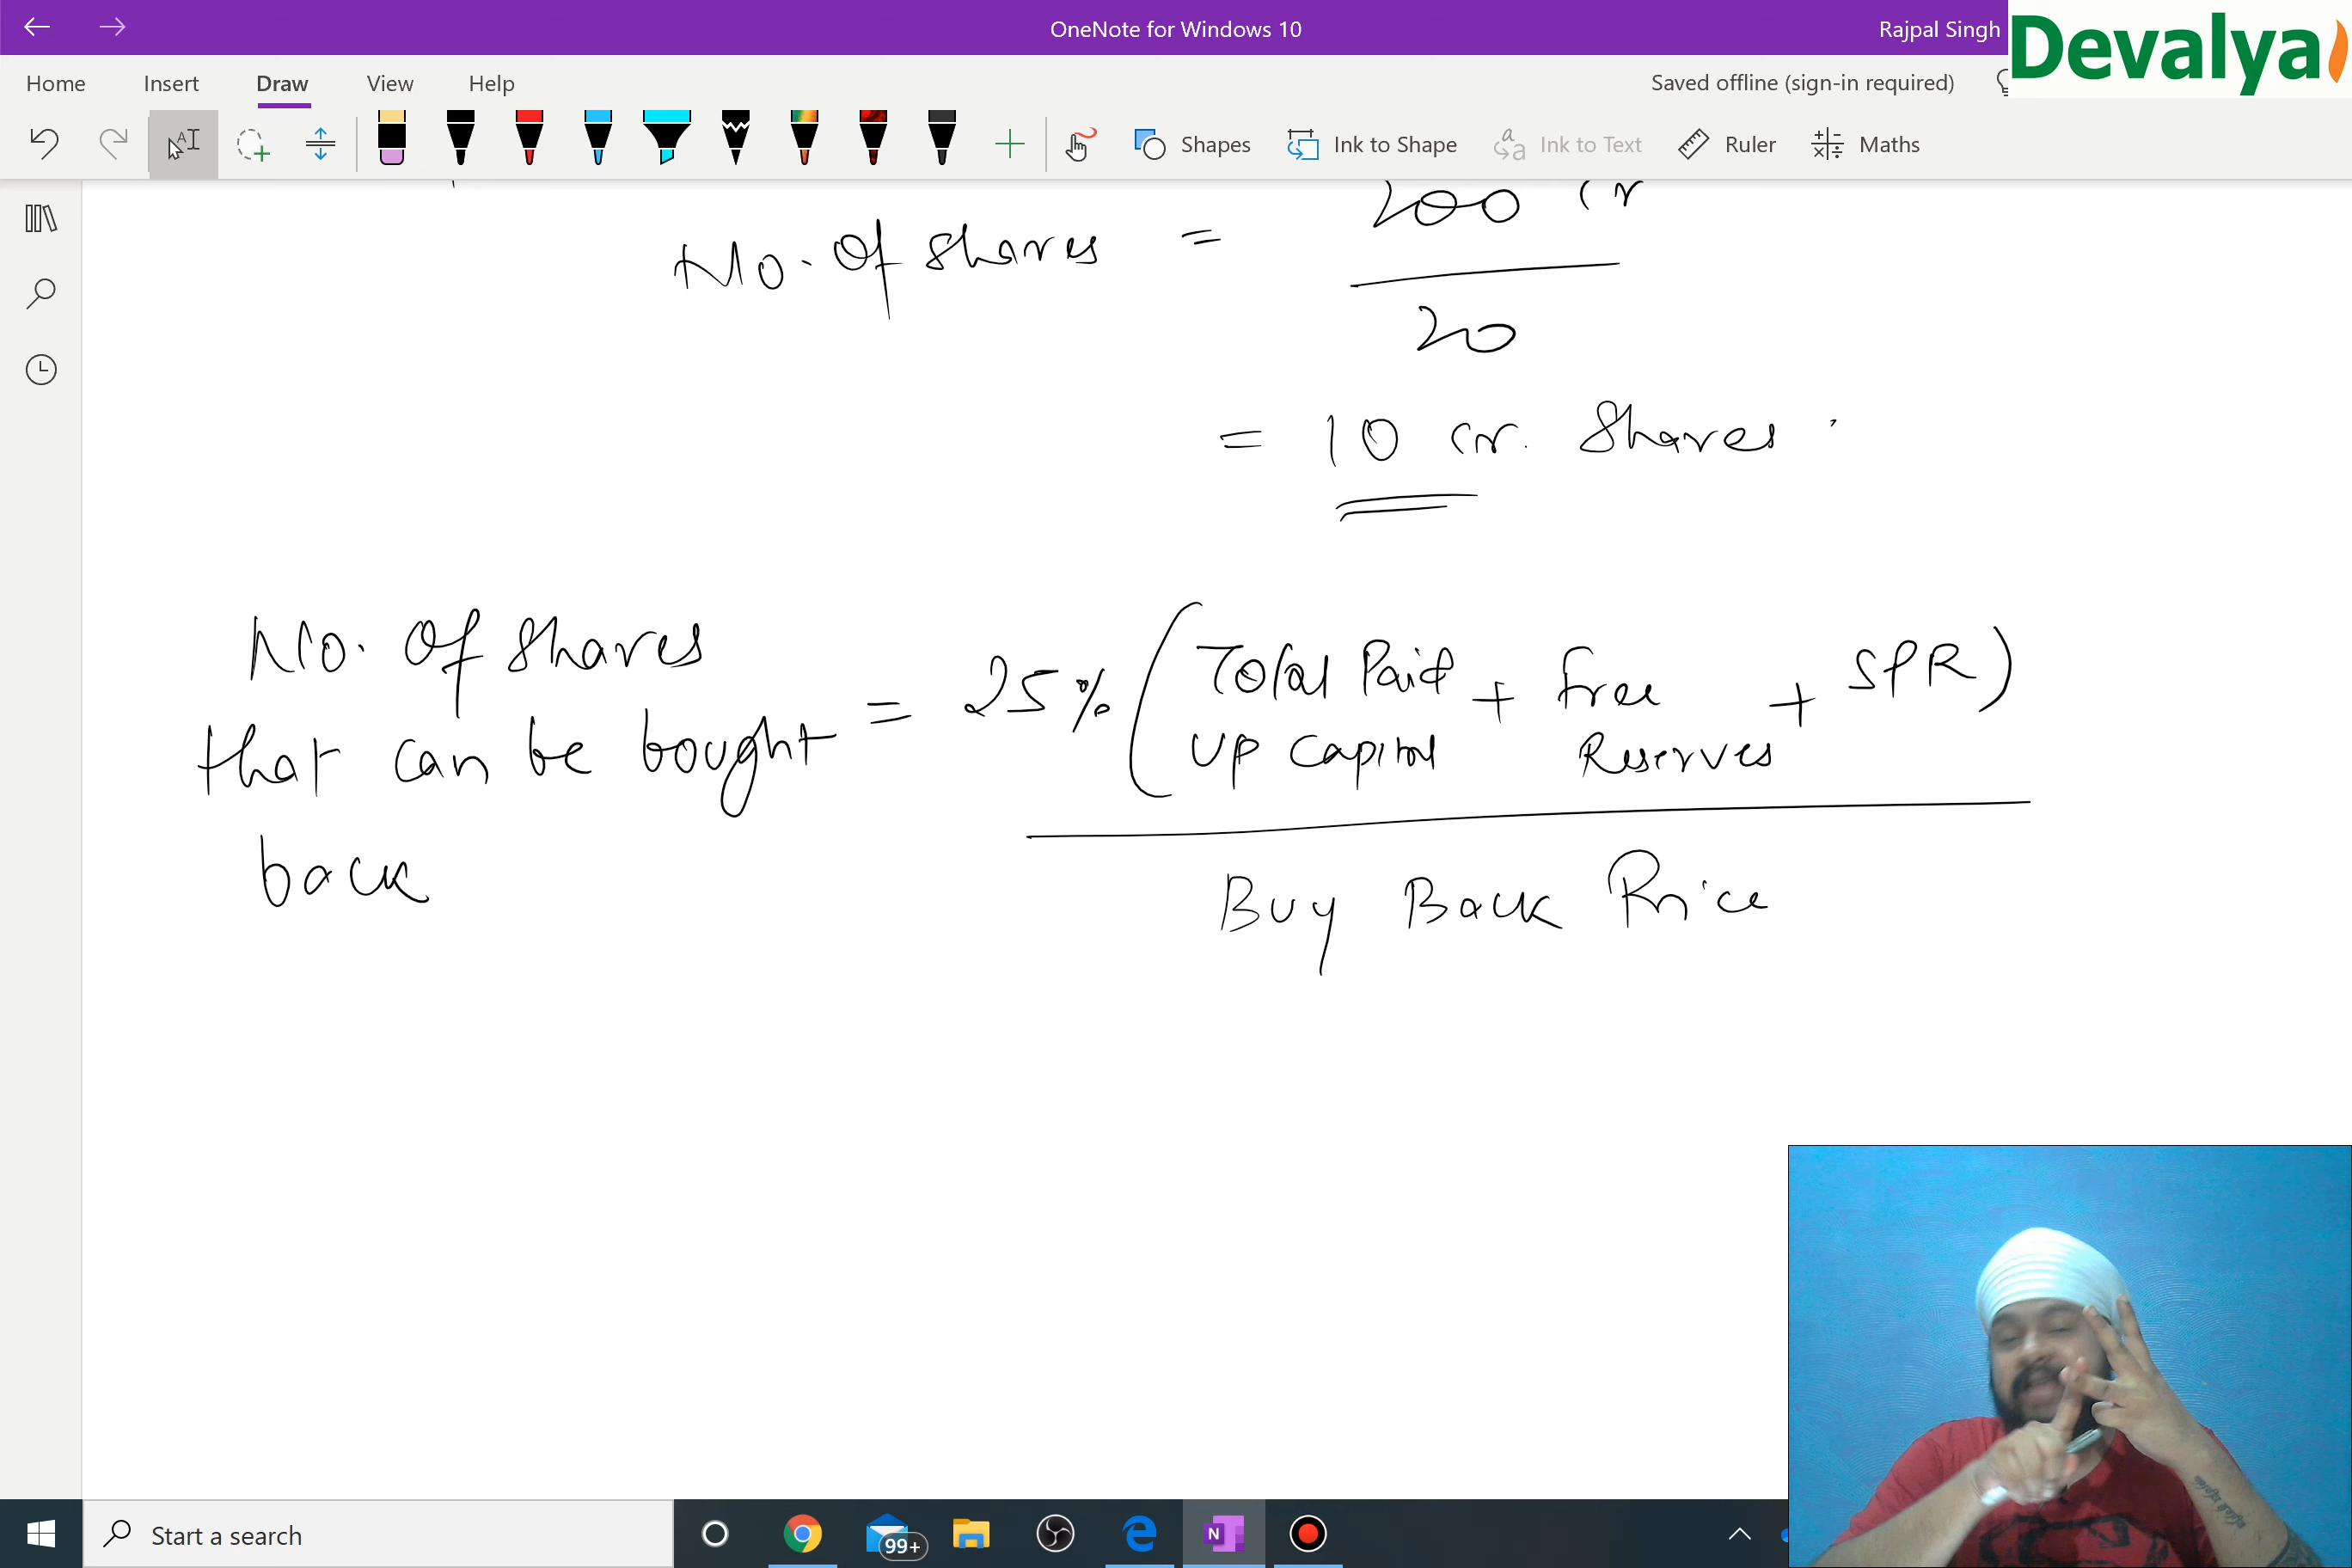 OneNote for Windows 10
Rajpal Singh
Devalya
Home Insert Draw View Help
Saved offline (sign-in required)
Shapes Ink to Shape Ink to Text Ruler Maths
No. of shares = 200 cr
20
= 10 cr. Shares
No. of shares
that can be bought
back
= 25% (Total Paid Up Capital + Free Reserves + SPR)
Buy Back Price
Start a search
99+